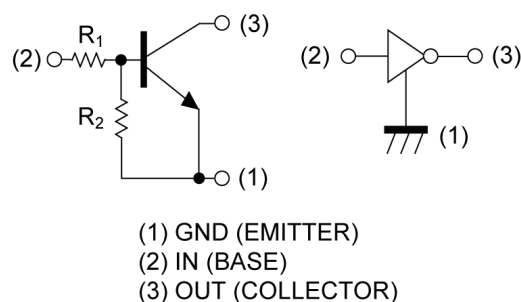 R1
(3)
(2)
R2
(1)
(2)
(3)
(1)
(1) GND (EMITTER)
(2) IN (BASE)
(3) OUT (COLLECTOR)